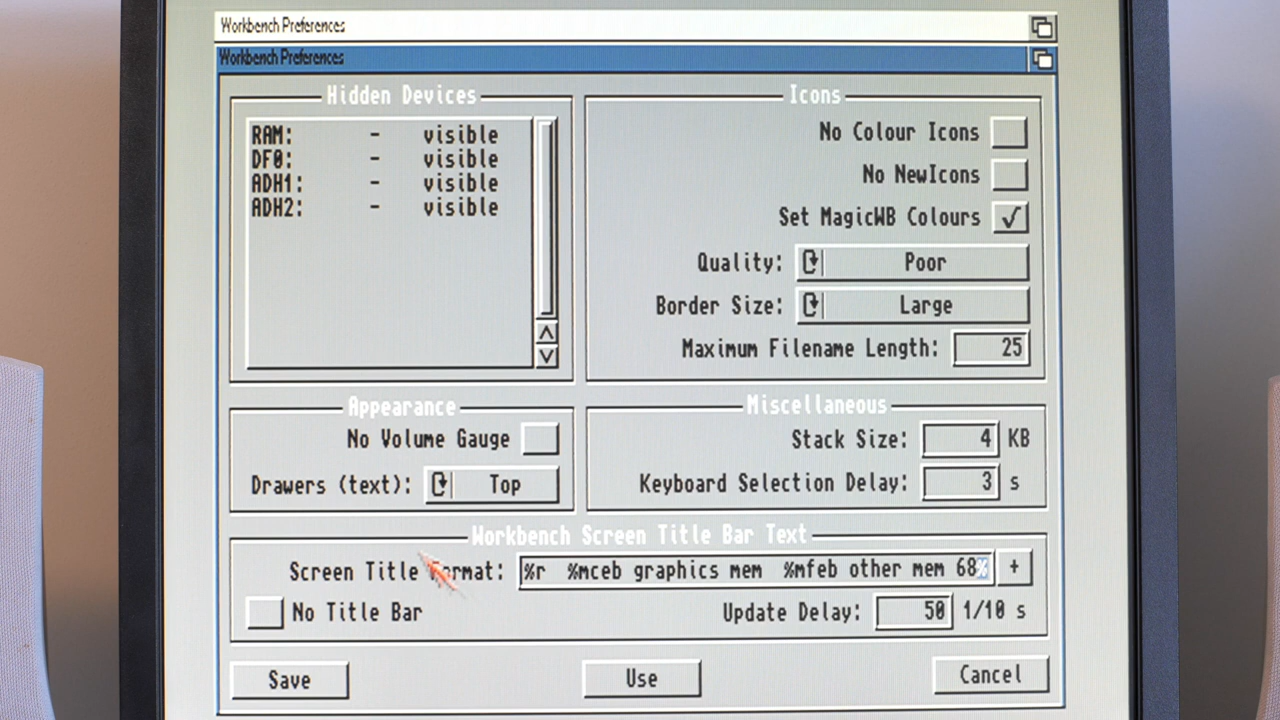 Workbench Preferences
Workbench Preferences
Hidden Devices
RAM: - visible
DF0: - visible
ADH1: - visible
ADH2: - visible
Icons
No Colour Icons
No NewIcons
Set MagicWB Colours
Quality: Poor
Border Size: Large
Maximum Filename Length: 25
Appearance
No Volume Gauge
Drawers (text): Top
Miscellaneous
Stack Size: 4 KB
Keyboard Selection Delay: 3 s
Workbench Screen Title Bar Text
Screen Title Format: %r %mceb graphics mem %mfeb other mem 68% +
No Title Bar
Update Delay: 50 1/10 s
Save
Use
Cancel